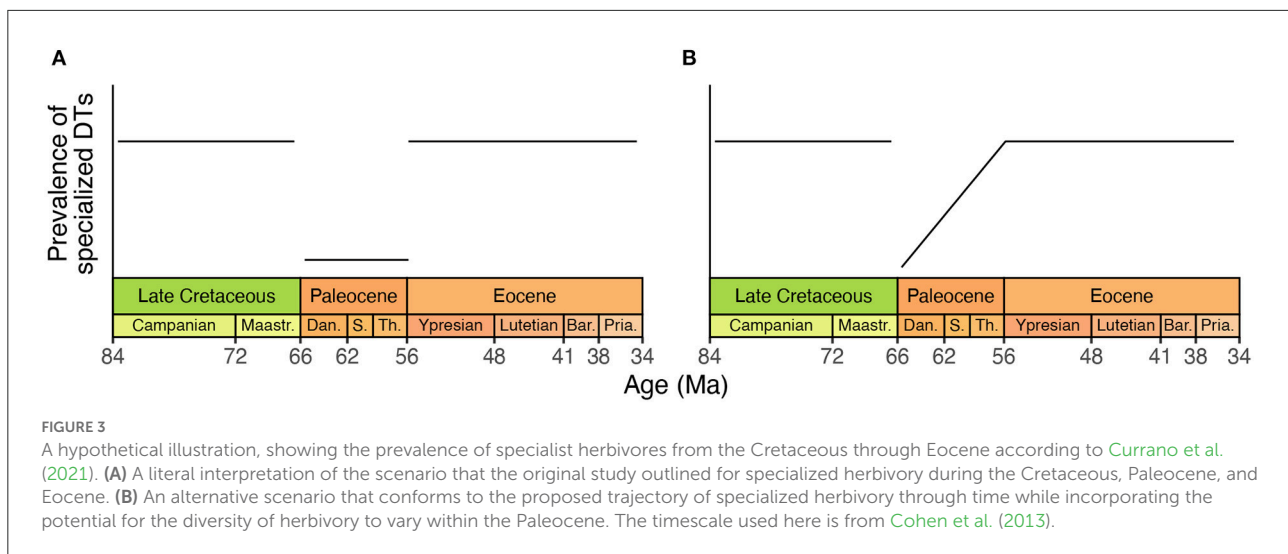 A
B
Prevalence of
specialized DTs
Late Cretaceous
Paleocene
Eocene
Late Cretaceous
Paleocene
Eocene
Campanian
Maastr.
Dan.
S.
Th.
Ypresian
Lutetian
Bar.
Pria.
Campanian
Maastr.
Dan.
S.
Th.
Ypresian
Lutetian
Bar.
Pria.
84 72 66 62 56 48 41 38 34
84 72 66 62 56 48 41 38 34
Age (Ma)
FIGURE 3
A hypothetical illustration, showing the prevalence of specialist herbivores from the Cretaceous through Eocene according to Currano et al.
(2021). (A) A literal interpretation of the scenario that the original study outlined for specialized herbivory during the Cretaceous, Paleocene, and
Eocene. (B) An alternative scenario that conforms to the proposed trajectory of specialized herbivory through time while incorporating the
potential for the diversity of herbivory to vary within the Paleocene. The timescale used here is from Cohen et al. (2013).